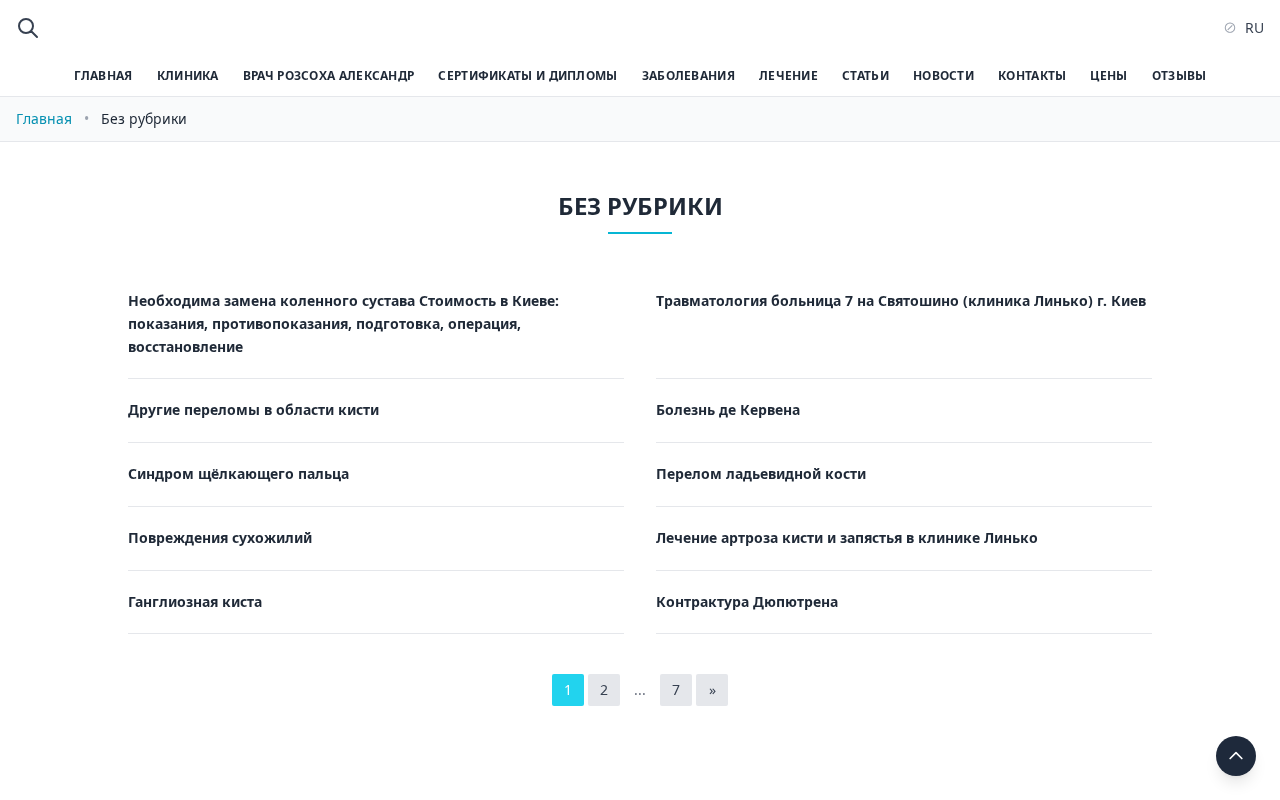 RU
ГЛАВНАЯ КЛИНИКА ВРАЧ РОЗСОХА АЛЕКСАНДР СЕРТИФИКАТЫ И ДИПЛОМЫ ЗАБОЛЕВАНИЯ ЛЕЧЕНИЕ СТАТЬИ НОВОСТИ КОНТАКТЫ ЦЕНЫ ОТЗЫВЫ
Главная • Без рубрики
БЕЗ РУБРИКИ
Необходима замена коленного сустава Стоимость в Киеве:
показания, противопоказания, подготовка, операция,
восстановление
Травматология больница 7 на Святошино (клиника Линько) г. Киев
Другие переломы в области кисти
Болезнь де Кервена
Синдром щёлкающего пальца
Перелом ладьевидной кости
Повреждения сухожилий
Лечение артроза кисти и запястья в клинике Линько
Ганглиозная киста
Контрактура Дюпютрена
1 2 ... 7 »